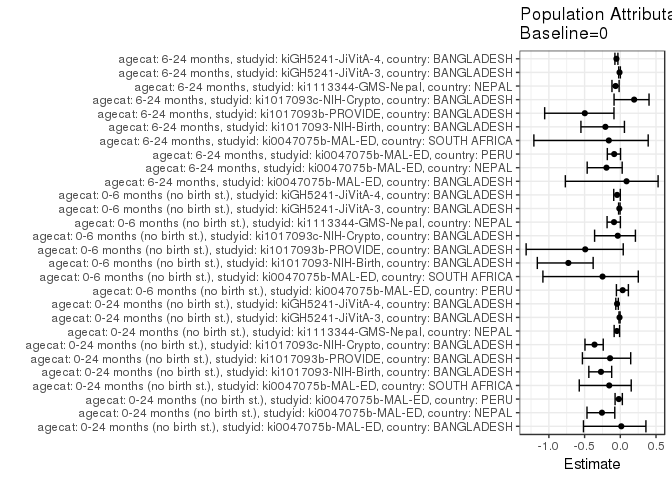 Population Attributa
Baseline=0
agecat: 6-24 months, studyid: kiGH5241-JiVitA-4, country: BANGLADESH
agecat: 6-24 months, studyid: kiGH5241-JiVitA-3, country: BANGLADESH
agecat: 6-24 months, studyid: ki1113344-GMS-Nepal, country: NEPAL
agecat: 6-24 months, studyid: ki1017093c-NIH-Crypto, country: BANGLADESH
agecat: 6-24 months, studyid: ki1017093b-PROVIDE, country: BANGLADESH
agecat: 6-24 months, studyid: ki1017093-NIH-Birth, country: BANGLADESH
agecat: 6-24 months, studyid: ki0047075b-MAL-ED, country: SOUTH AFRICA
agecat: 6-24 months, studyid: ki0047075b-MAL-ED, country: PERU
agecat: 6-24 months, studyid: ki0047075b-MAL-ED, country: NEPAL
agecat: 6-24 months, studyid: ki0047075b-MAL-ED, country: BANGLADESH
agecat: 0-6 months (no birth st.), studyid: kiGH5241-JiVitA-4, country: BANGLADESH
agecat: 0-6 months (no birth st.), studyid: kiGH5241-JiVitA-3, country: BANGLADESH
agecat: 0-6 months (no birth st.), studyid: ki1113344-GMS-Nepal, country: NEPAL
agecat: 0-6 months (no birth st.), studyid: ki1017093c-NIH-Crypto, country: BANGLADESH
agecat: 0-6 months (no birth st.), studyid: ki1017093b-PROVIDE, country: BANGLADESH
agecat: 0-6 months (no birth st.), studyid: ki1017093-NIH-Birth, country: BANGLADESH
agecat: 0-6 months (no birth st.), studyid: ki0047075b-MAL-ED, country: SOUTH AFRICA
agecat: 0-6 months (no birth st.), studyid: ki0047075b-MAL-ED, country: PERU
agecat: 0-24 months (no birth st.), studyid: kiGH5241-JiVitA-4, country: BANGLADESH
agecat: 0-24 months (no birth st.), studyid: kiGH5241-JiVitA-3, country: BANGLADESH
agecat: 0-24 months (no birth st.), studyid: ki1113344-GMS-Nepal, country: NEPAL
agecat: 0-24 months (no birth st.), studyid: ki1017093c-NIH-Crypto, country: BANGLADESH
agecat: 0-24 months (no birth st.), studyid: ki1017093b-PROVIDE, country: BANGLADESH
agecat: 0-24 months (no birth st.), studyid: ki1017093-NIH-Birth, country: BANGLADESH
agecat: 0-24 months (no birth st.), studyid: ki0047075b-MAL-ED, country: SOUTH AFRICA
agecat: 0-24 months (no birth st.), studyid: ki0047075b-MAL-ED, country: PERU
agecat: 0-24 months (no birth st.), studyid: ki0047075b-MAL-ED, country: NEPAL
agecat: 0-24 months (no birth st.), studyid: ki0047075b-MAL-ED, country: BANGLADESH
-1.0 -0.5 0.0 0.5
Estimate